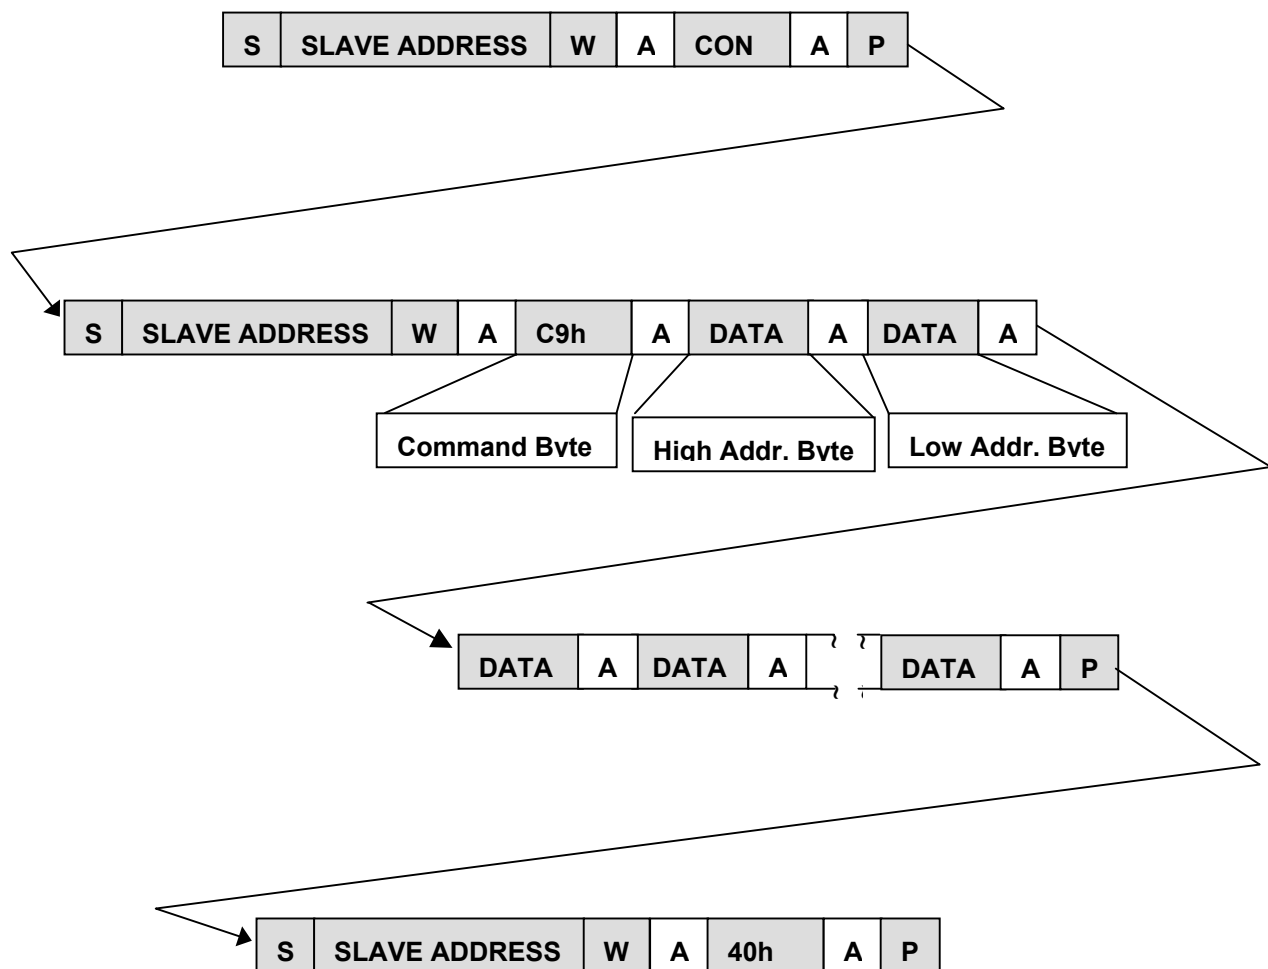 S SLAVE ADDRESS W A CON A P
S SLAVE ADDRESS W A C9h A DATA A DATA A
Command Byte High Addr. Byte Low Addr. Byte
DATA A DATA A ~ ~ DATA A P
S SLAVE ADDRESS W A 40h A P